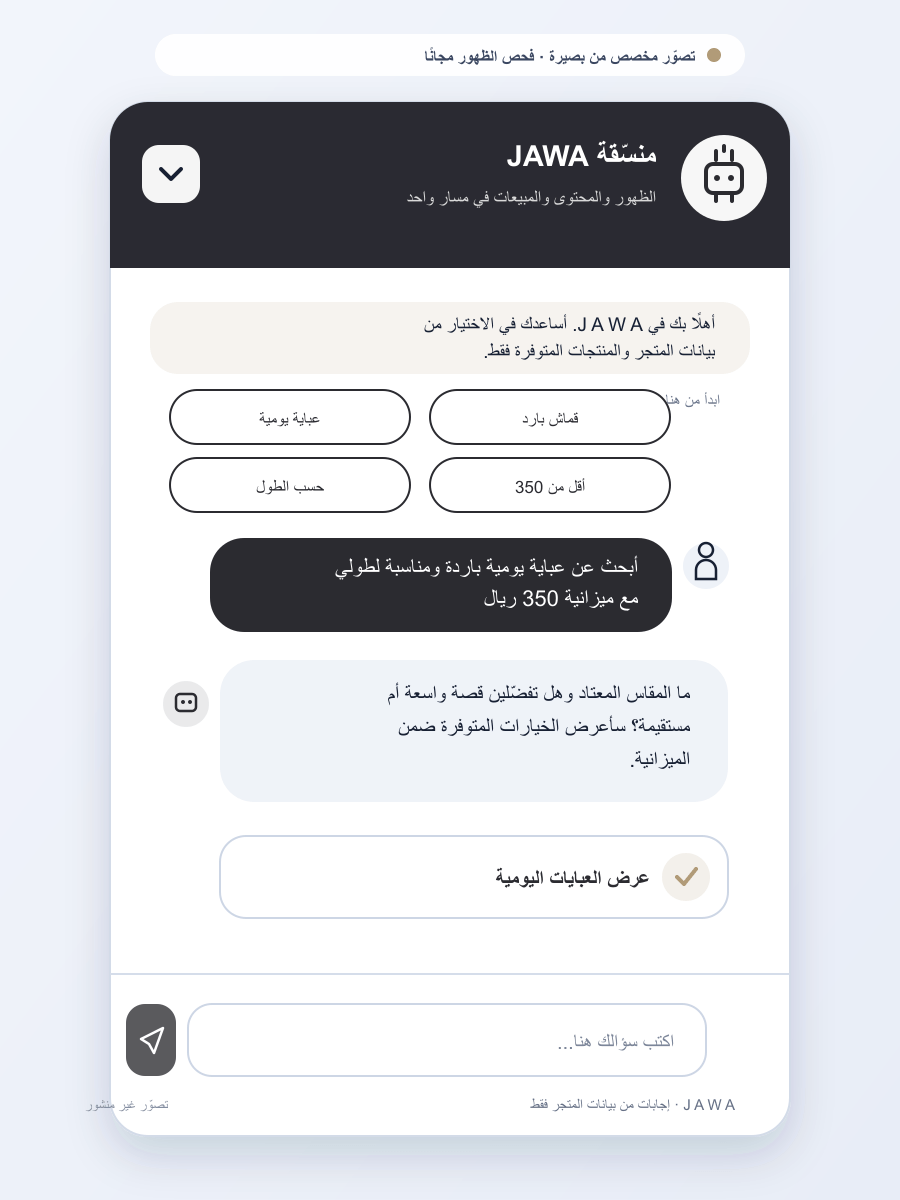 تصوّر مخصص من بصيرة · فحص الظهور مجانًا
منسّقة JAWA
الظهور والمحتوى والمبيعات في مسار واحد
أهلًا بك في J A W A. أساعدك في الاختيار من
بيانات المتجر والمنتجات المتوفرة فقط.
ابدأ من هنا
قماش بارد
عباية يومية
أقل من 350
حسب الطول
أبحث عن عباية يومية باردة ومناسبة لطولي
مع ميزانية 350 ريال
ما المقاس المعتاد وهل تفضّلين قصة واسعة أم
مستقيمة؟ سأعرض الخيارات المتوفرة ضمن
الميزانية.
عرض العبايات اليومية
اكتب سؤالك هنا...
J A W A · إجابات من بيانات المتجر فقط
تصوّر غير منشور